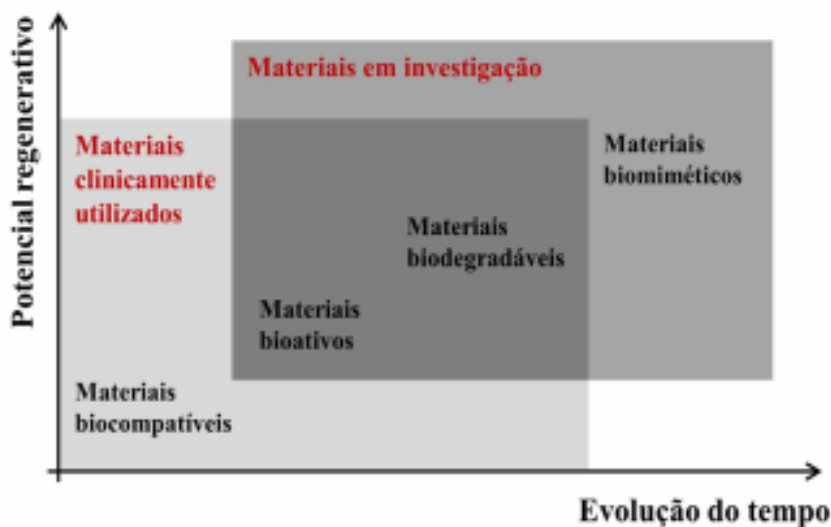 Potencial regenerativo
Materiais em investigação
Materiais
clinicamente
utilizados
Materiais
biomiméticos
Materiais
biodegradáveis
Materiais
bioativos
Materiais
biocompatíveis
Evolução do tempo